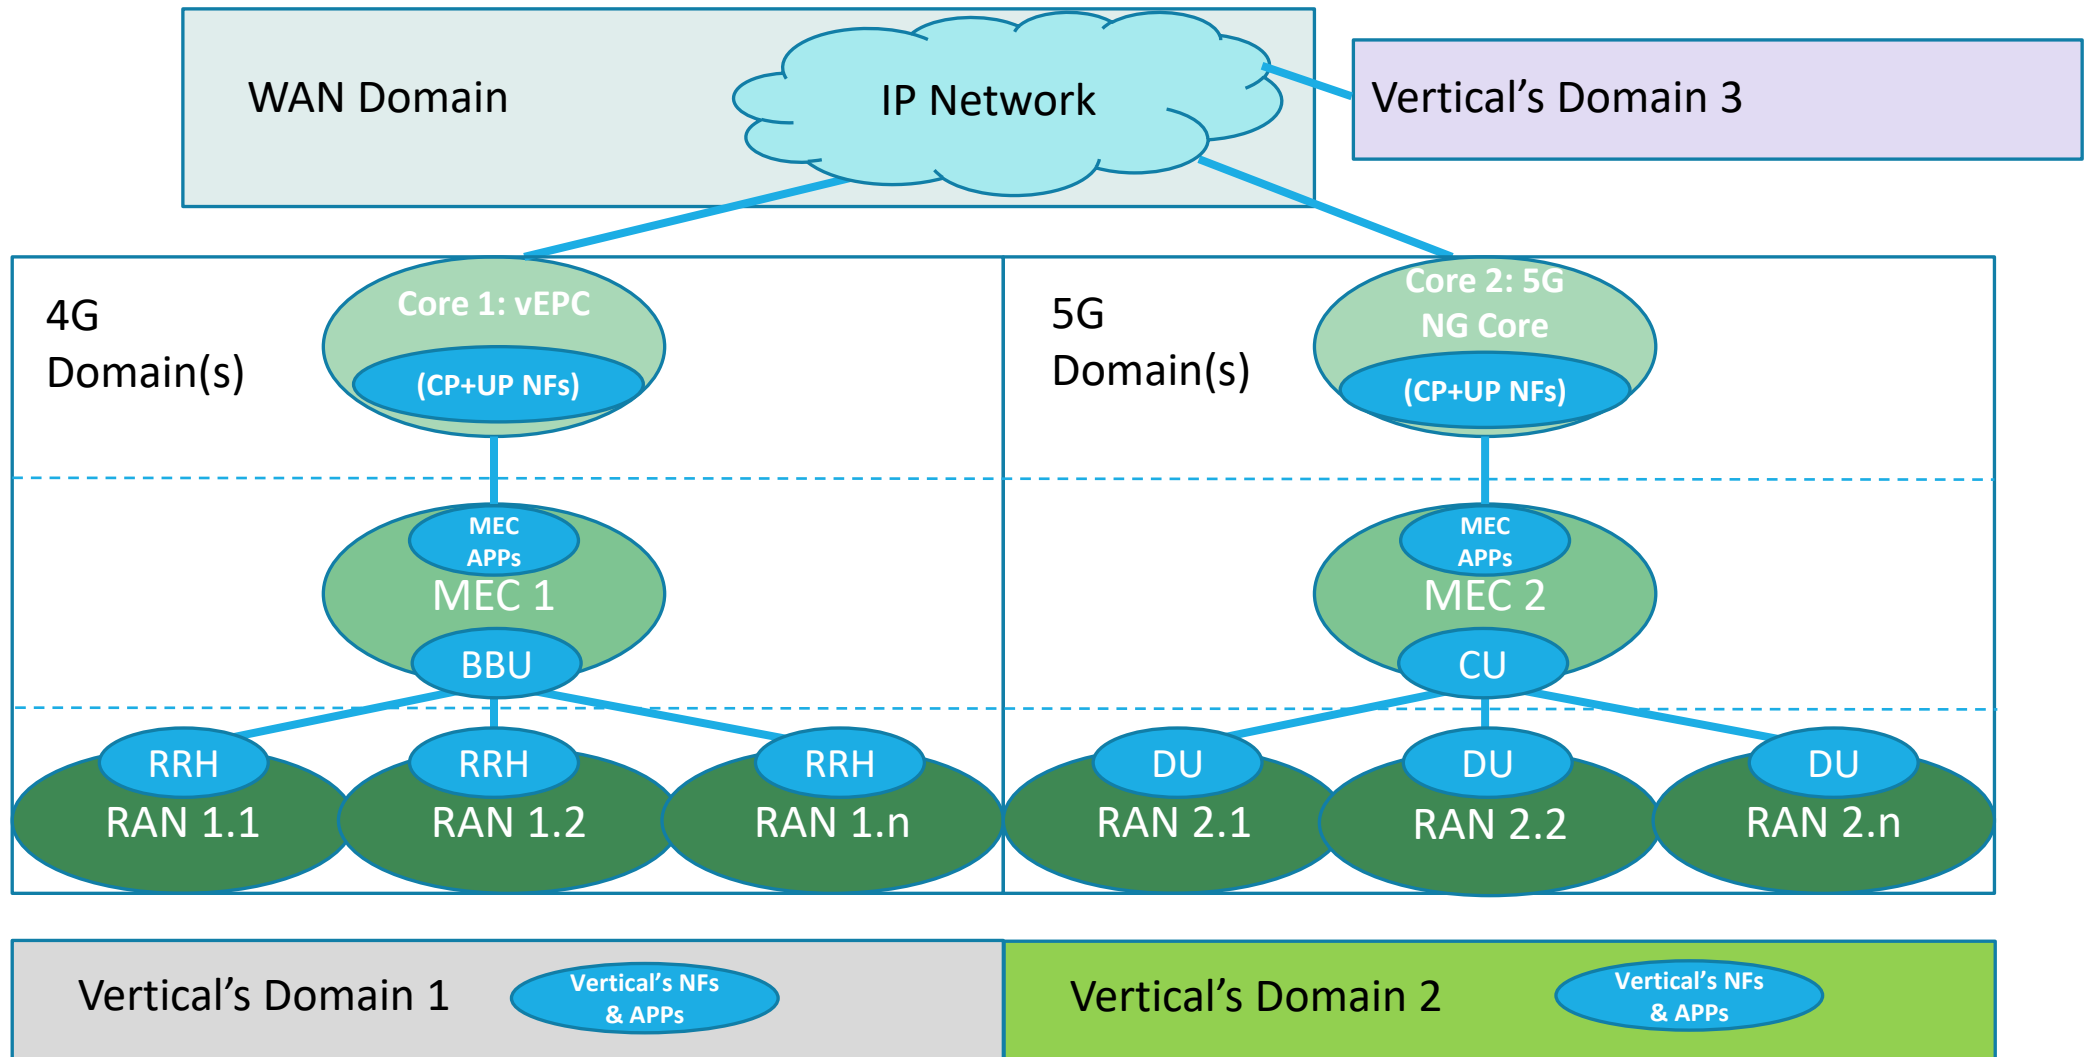 WAN Domain
IP Network
Vertical’s Domain 3
4G
Domain(s)
Core 1: vEPC
(CP+UP NFs)
5G
Domain(s)
Core 2: 5G
NG Core
(CP+UP NFs)
MEC
APPs
MEC 1
BBU
MEC
APPs
MEC 2
CU
RRH
RAN 1.1
RRH
RAN 1.2
RRH
RAN 1.n
DU
RAN 2.1
DU
RAN 2.2
DU
RAN 2.n
Vertical’s Domain 1
Vertical’s NFs
& APPs
Vertical’s Domain 2
Vertical’s NFs
& APPs